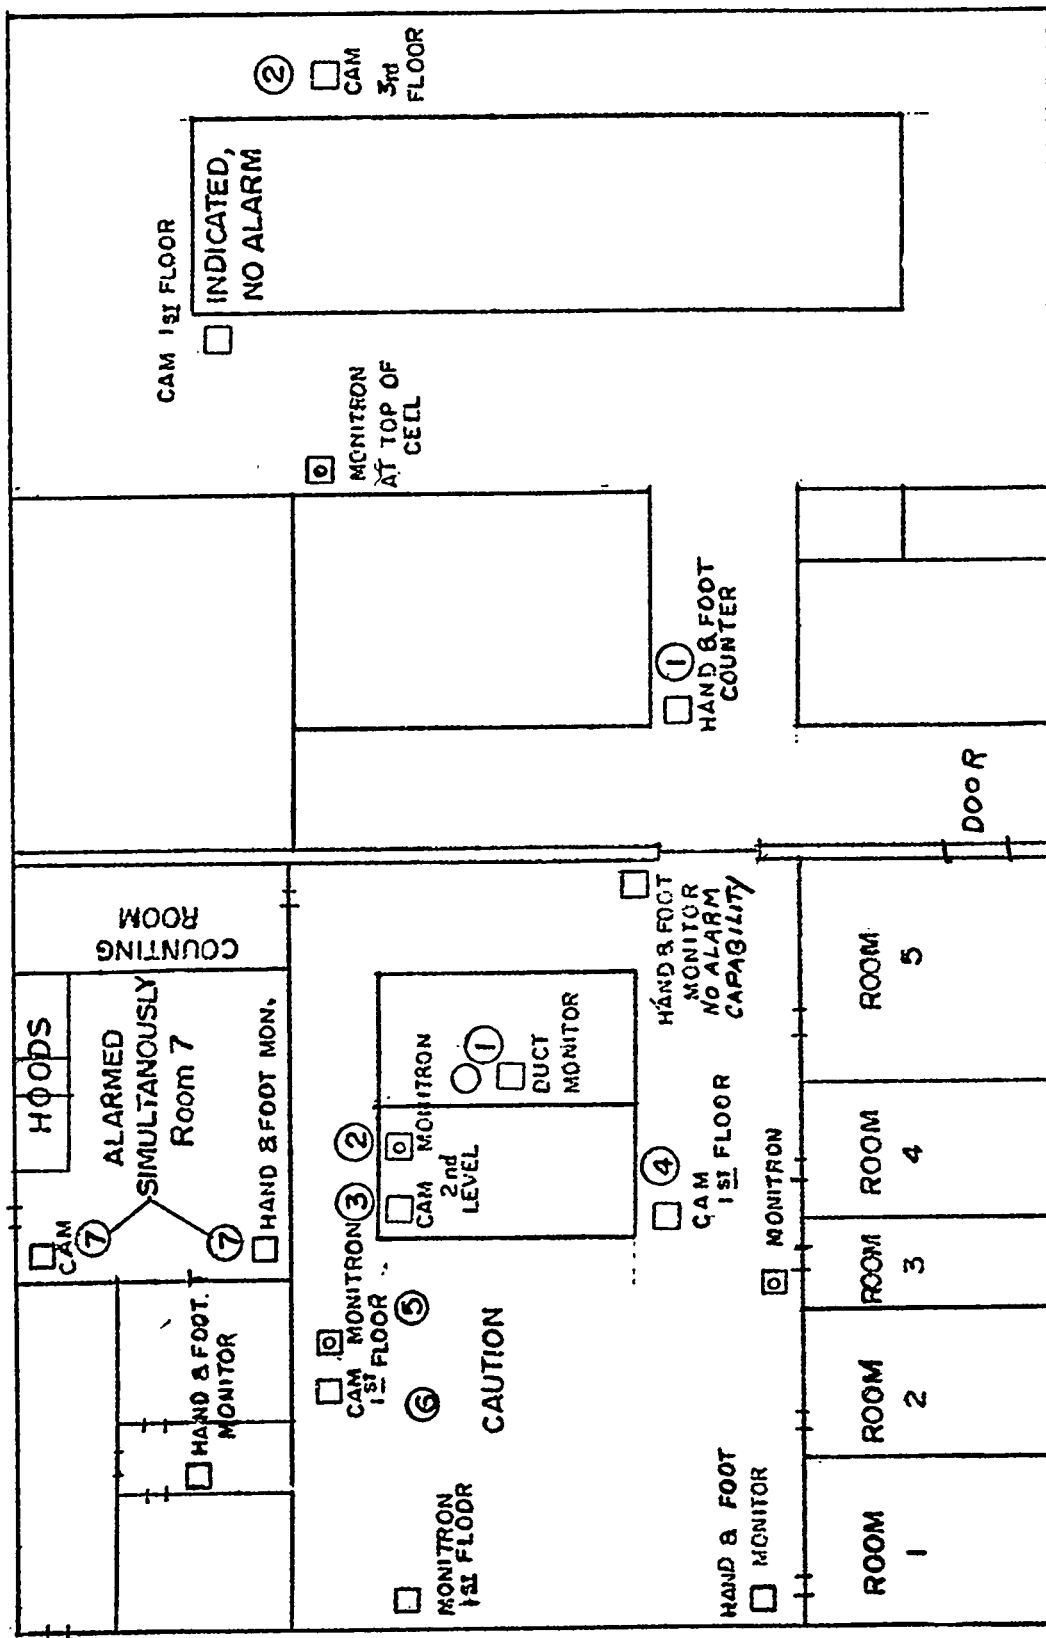 HOODS
COUNTING
ROOM
ALARMED
SIMULTANOUSLY
Room 7
CAM
7
7
HAND & FOOT MON.
HAND & FOOT.
MONITOR
CAM 1ST FLOOR
INDICATED,
NO ALARM
2
CAM
3rd
FLOOR
MONITRON
AT TOP OF
CELL
MONITRON
1ST FLOOR
CAM MONITRON
1ST FLOOR
6
5
CAUTION
3
2
CAM
2nd
LEVEL
MONITRON
1
DUCT
MONITOR
4
CAM
1ST FLOOR
HAND & FOOT
MONITOR
NO ALARM
CAPABILITY
1
HAND & FOOT
COUNTER
HAND & FOOT
MONITOR
MONITRON
DOOR
ROOM
1
ROOM
2
ROOM
3
ROOM
4
ROOM
5